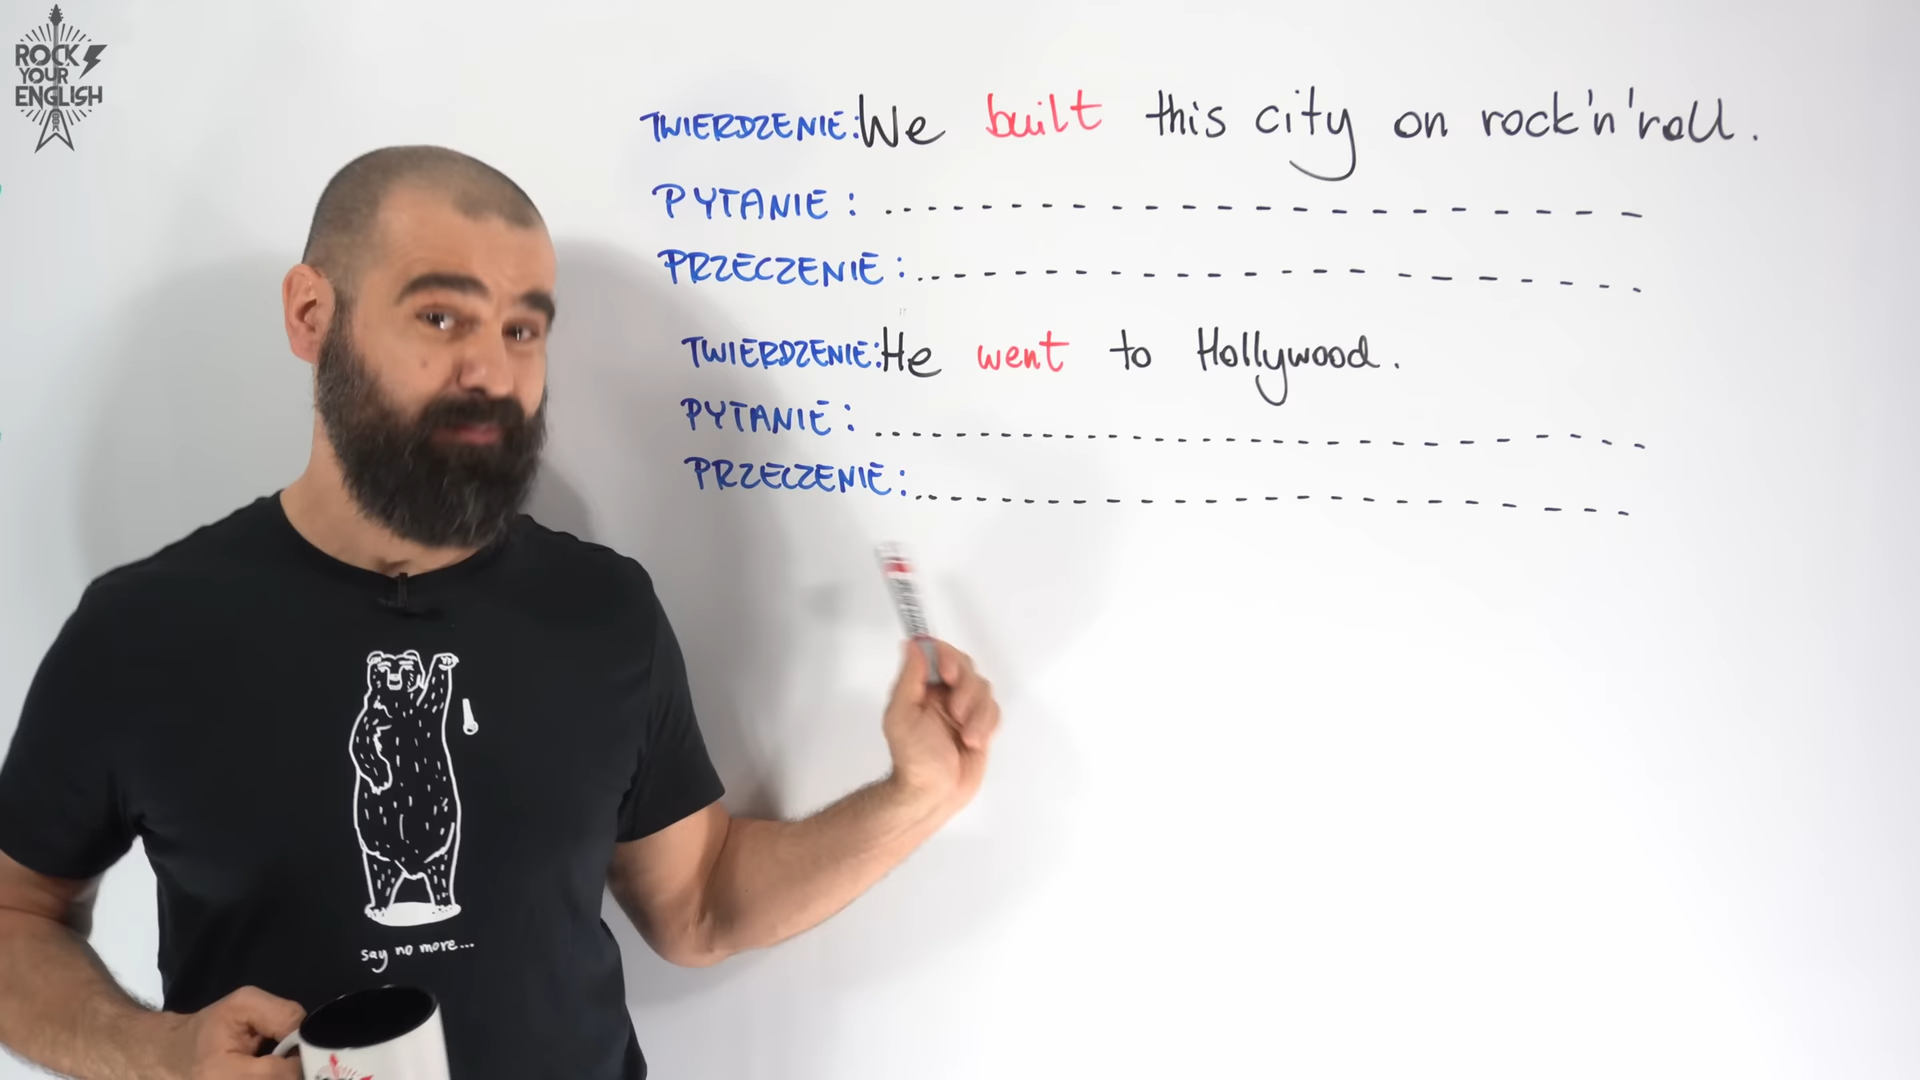 ROCK
YOUR
ENGLISH
TWIERDZENIE: We built this city on rock'n'roll.
PYTANIE:
PRZECZENIE:
TWIERDZENIE: He went to Hollywood.
PYTANIE:
PRZECZENIE:
say no more...